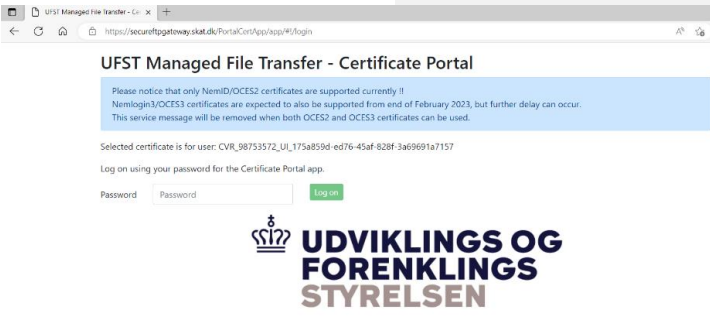 UFST Managed File Transfer - Cer
https://secureftpgateway.skat.dk/PortalCertApp/app/#!/login
UFST Managed File Transfer - Certificate Portal
Please notice that only NemID/OCES2 certificates are supported currently !!
Nemlogin3/OCES3 certificates are expected to also be supported from end of February 2023, but further delay can occur.
This service message will be removed when both OCES2 and OCES3 certificates can be used.
Selected certificate is for user: CVR_98753572_UI_175a859d-ed76-45af-828f-3a69691a7157
Log on using your password for the Certificate Portal app.
Password Password Log on
UDVIKLINGS OG
FORENKLINGS
STYRELSEN